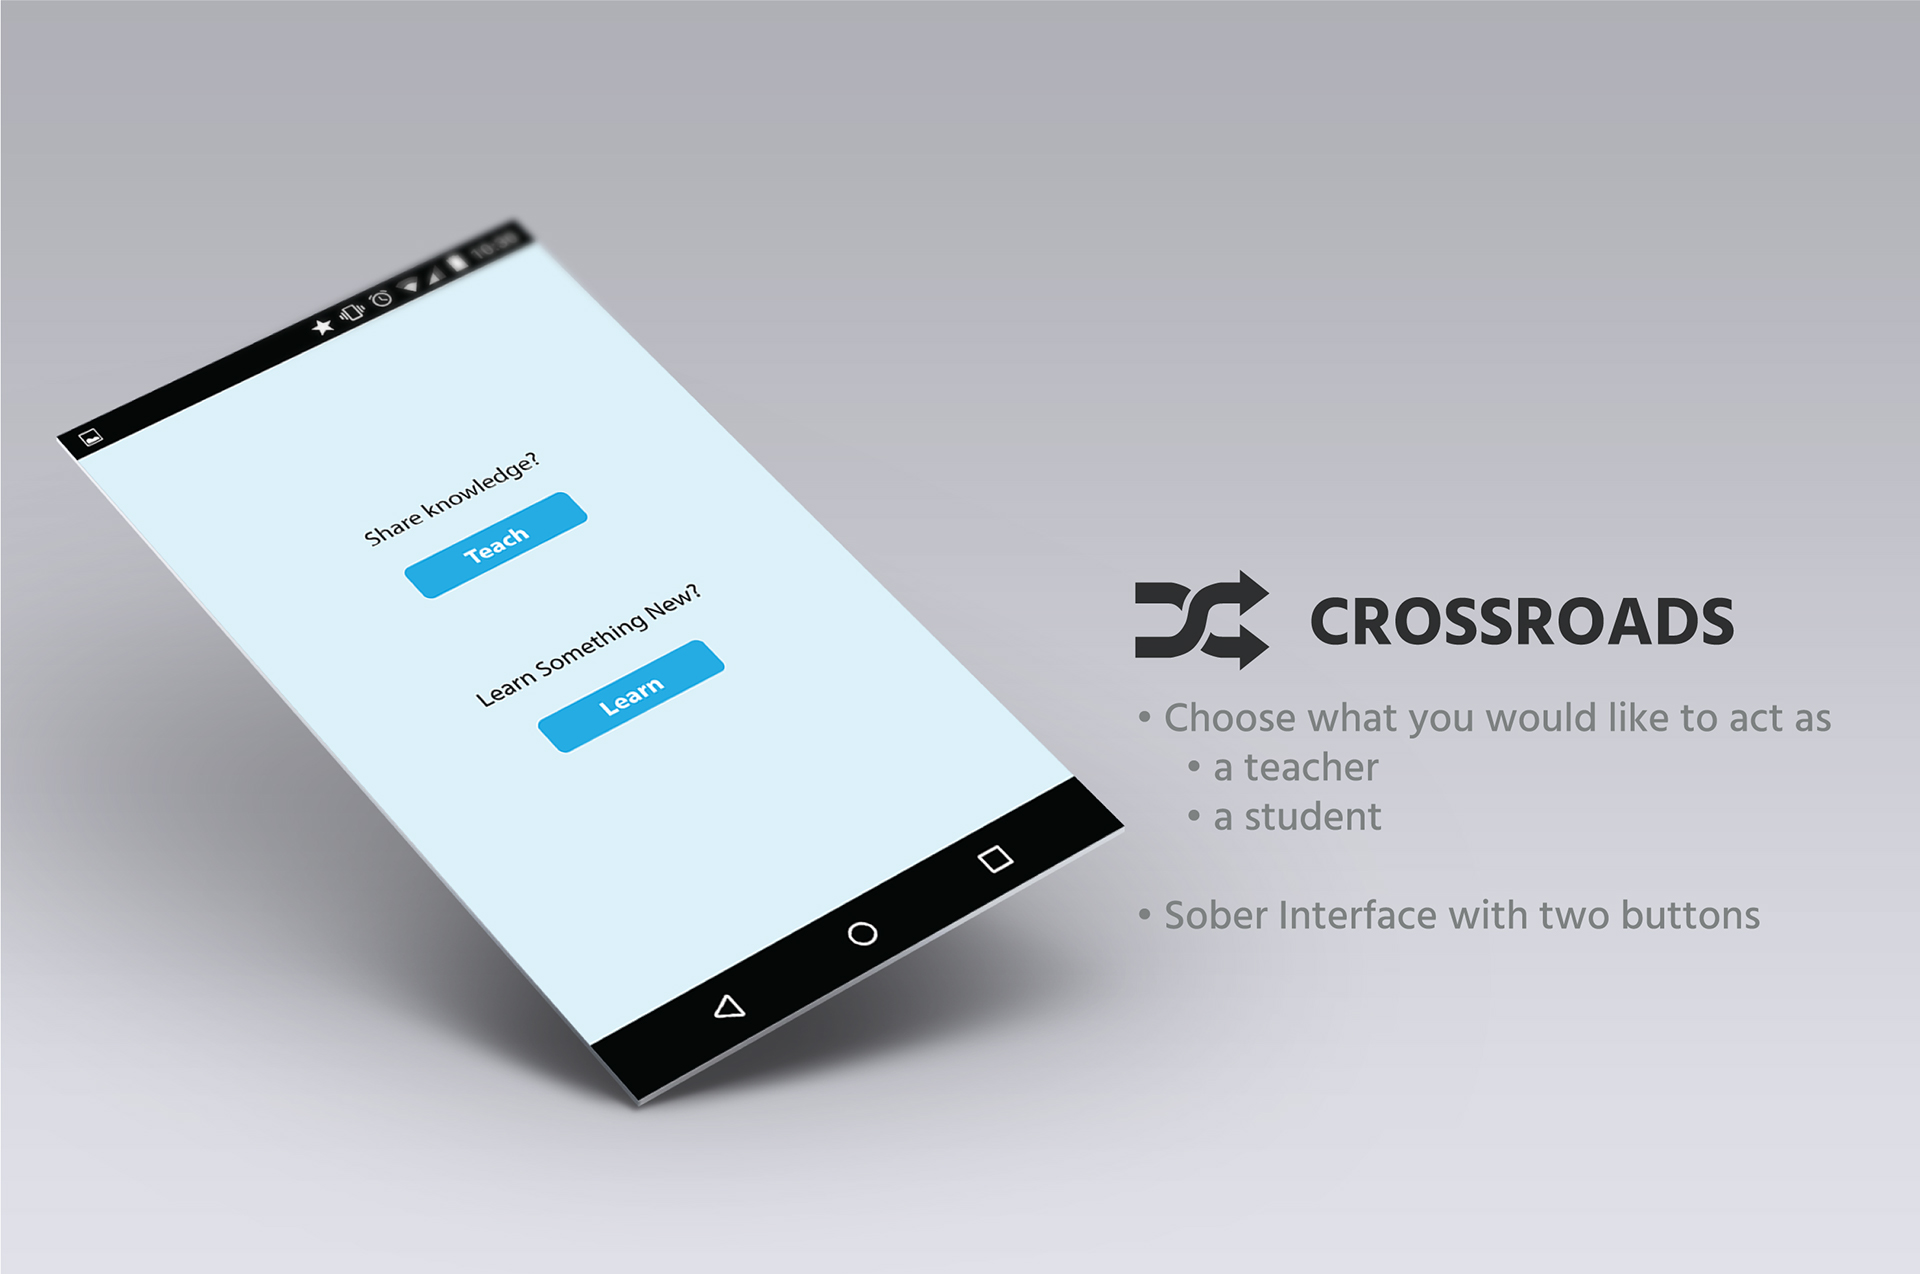 Share knowledge?
Teach
Learn Something New?
Learn
CROSSROADS
• Choose what you would like to act as
• a teacher
• a student
• Sober Interface with two buttons